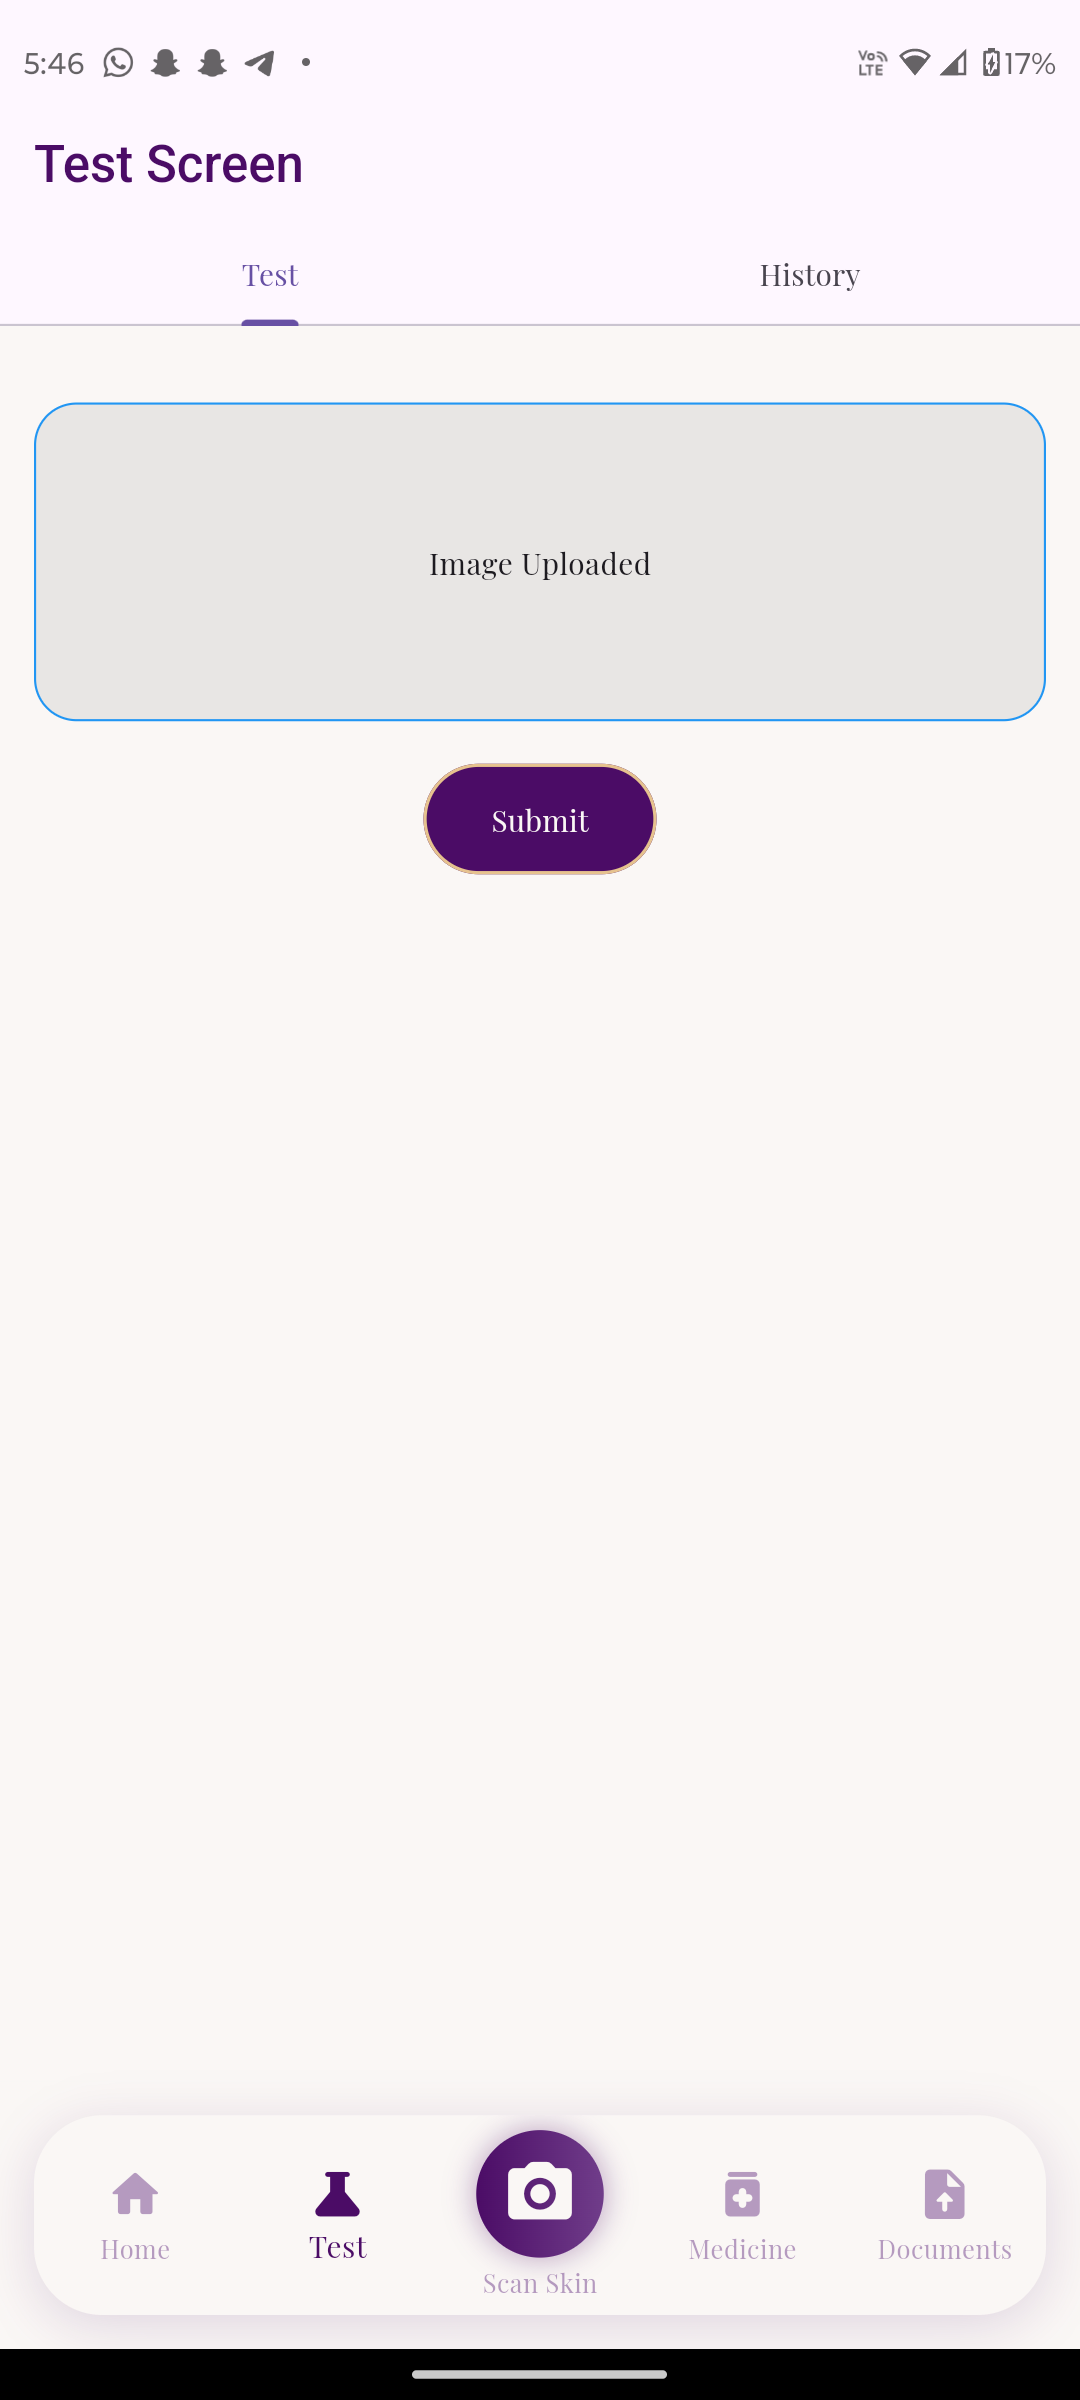 5:46
Vo LTE
17%
Test Screen
Test
History
Image Uploaded
Submit
Home
Test
Scan Skin
Medicine
Documents